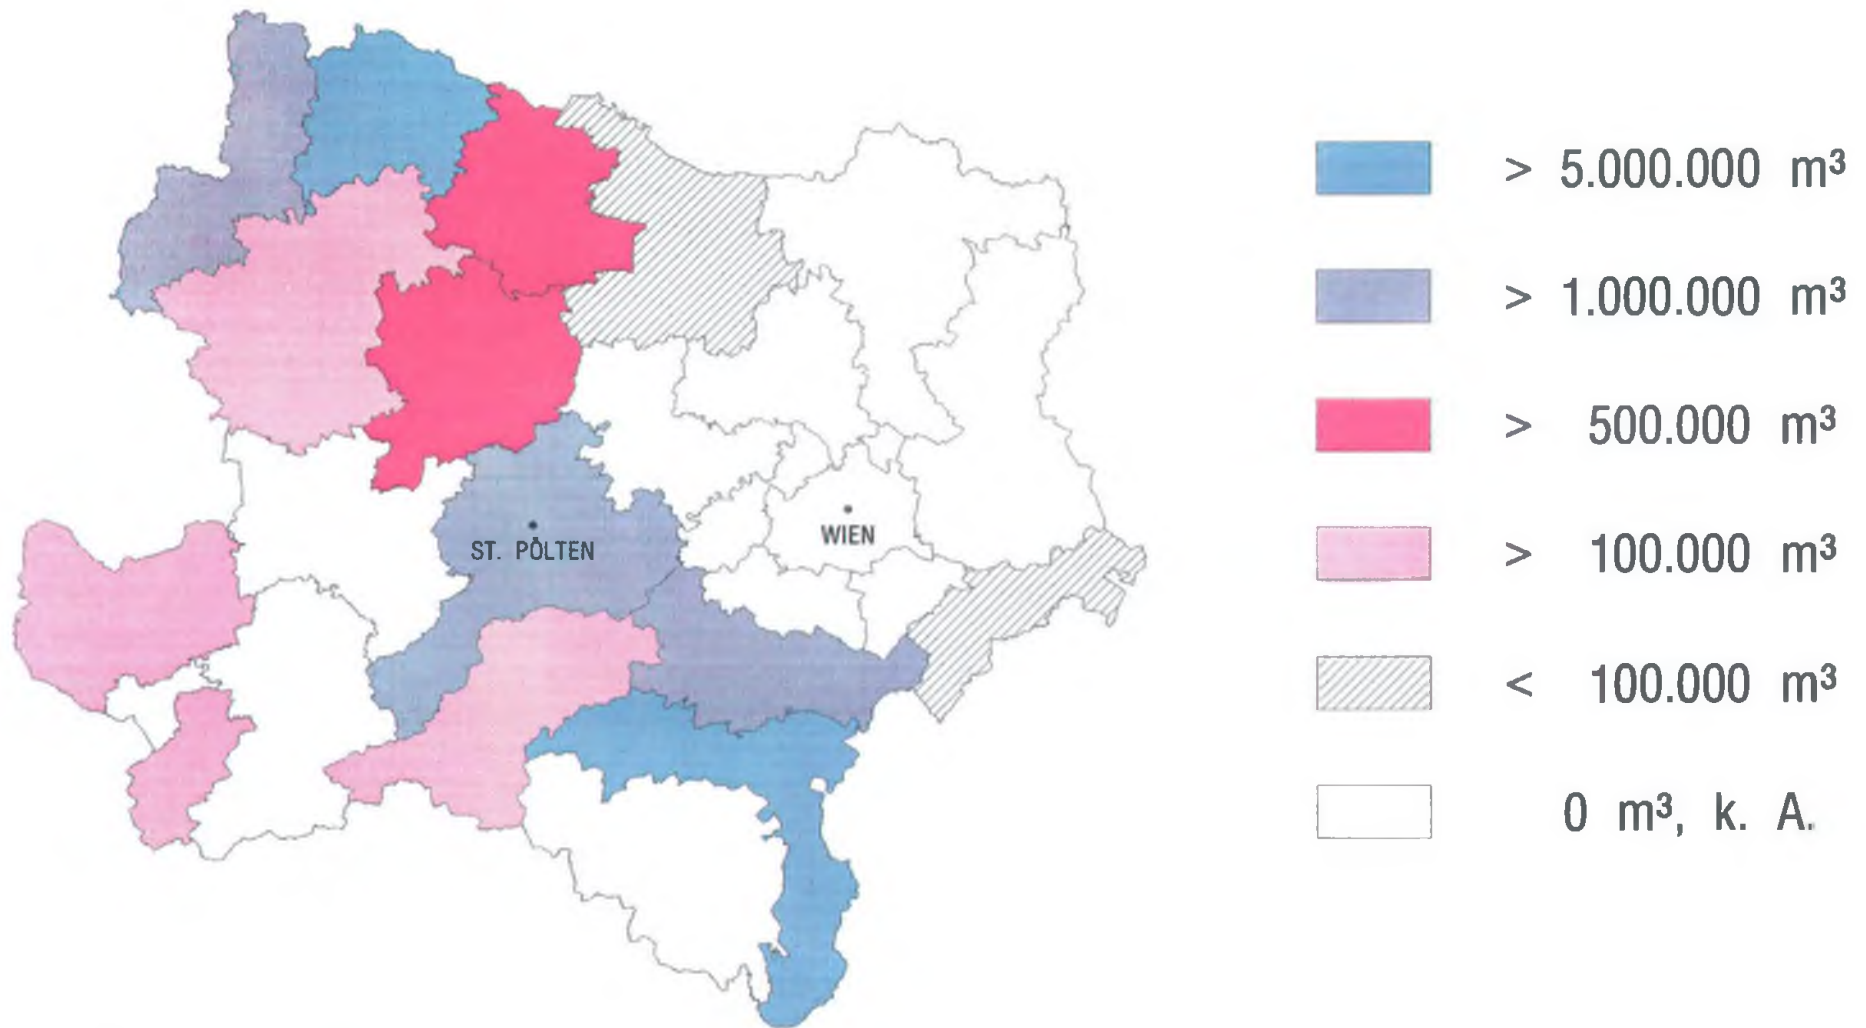 > 5.000.000 m³
> 1.000.000 m³
> 500.000 m³
> 100.000 m³
< 100.000 m³
0 m³, k. A.
ST. PÖLTEN
WIEN